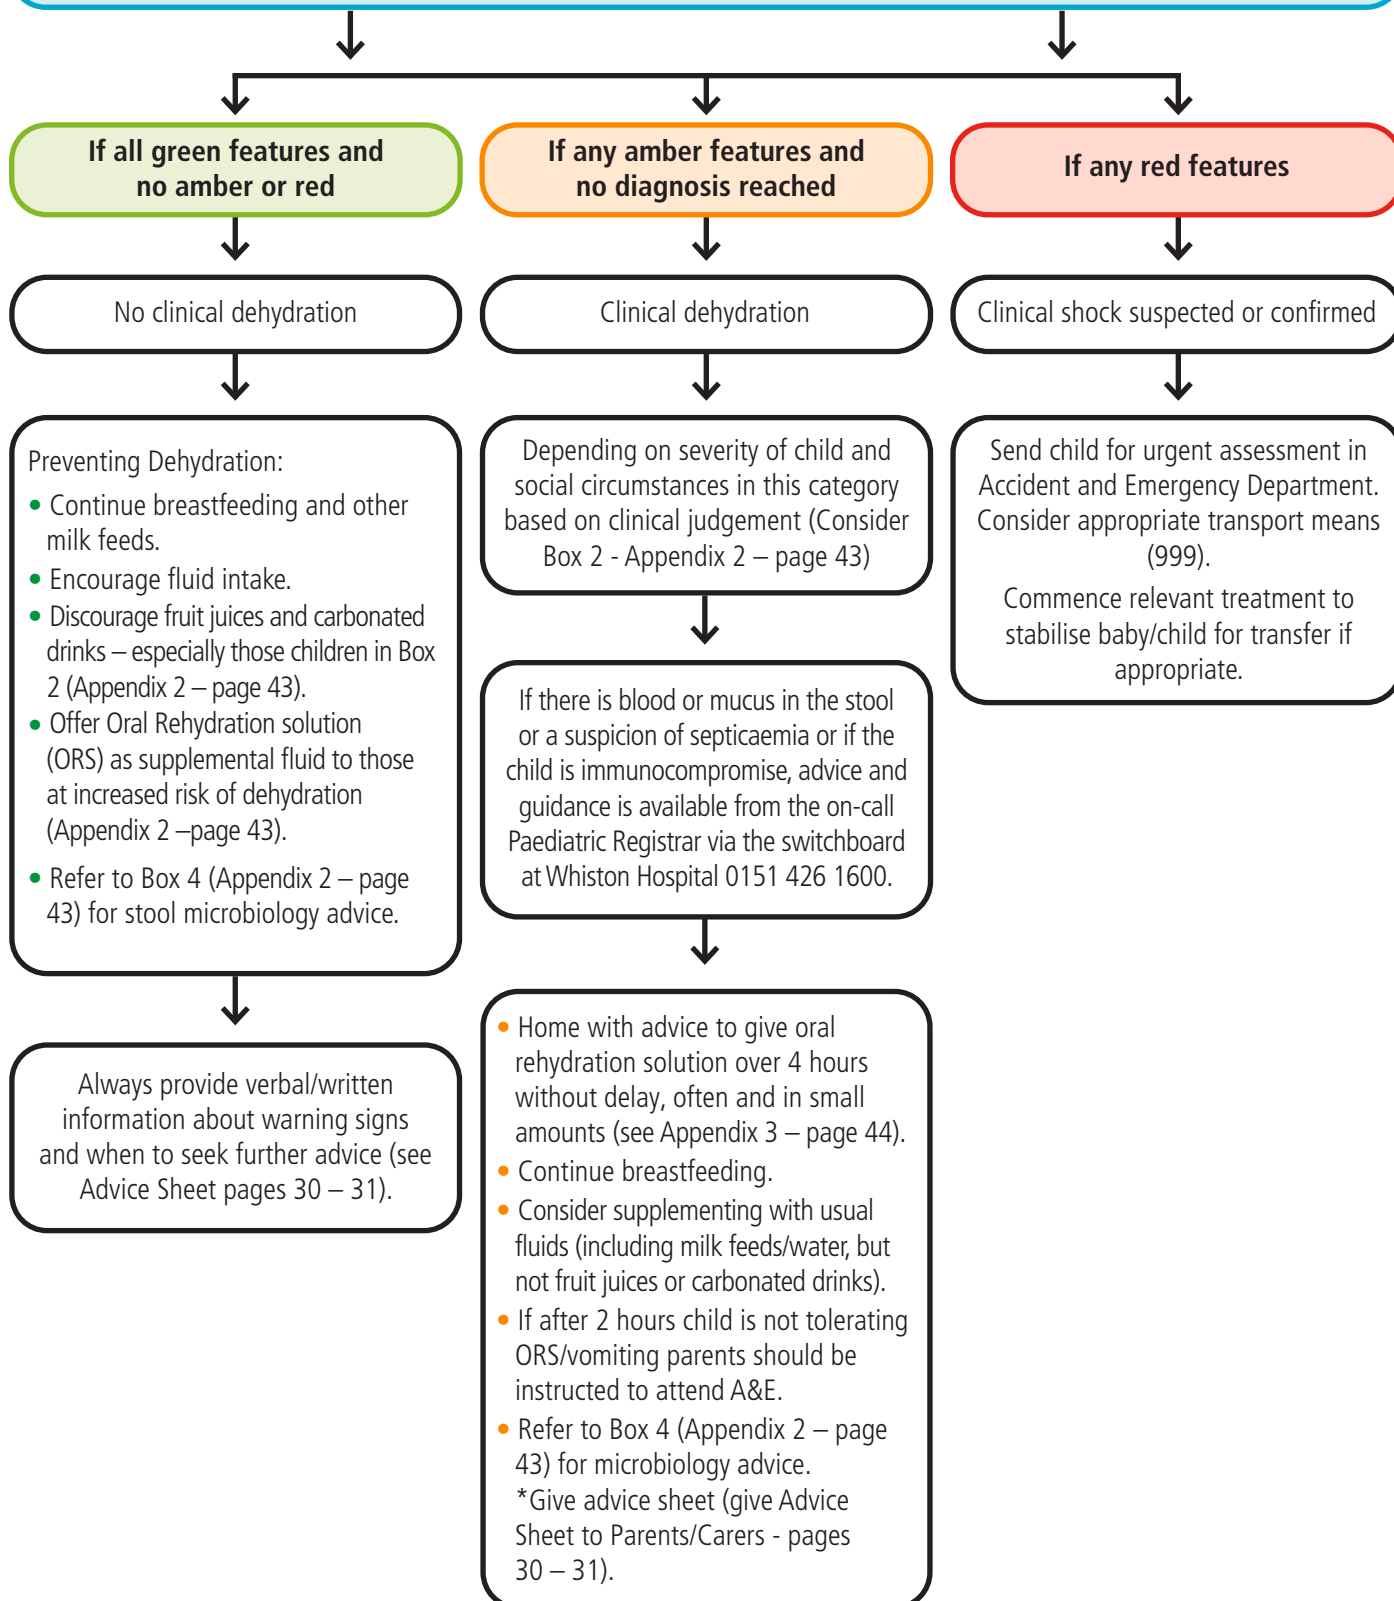 If all green features and
no amber or red
If any amber features and
no diagnosis reached
If any red features
No clinical dehydration
Clinical dehydration
Clinical shock suspected or confirmed
Preventing Dehydration:
• Continue breastfeeding and other
milk feeds.
• Encourage fluid intake.
• Discourage fruit juices and carbonated
drinks – especially those children in Box
2 (Appendix 2 – page 43).
• Offer Oral Rehydration solution
(ORS) as supplemental fluid to those
at increased risk of dehydration
(Appendix 2 –page 43).
• Refer to Box 4 (Appendix 2 – page
43) for stool microbiology advice.
Always provide verbal/written
information about warning signs
and when to seek further advice (see
Advice Sheet pages 30 – 31).
Depending on severity of child and
social circumstances in this category
based on clinical judgement (Consider
Box 2 - Appendix 2 – page 43)
If there is blood or mucus in the stool
or a suspicion of septicaemia or if the
child is immunocompromise, advice and
guidance is available from the on-call
Paediatric Registrar via the switchboard
at Whiston Hospital 0151 426 1600.
• Home with advice to give oral
rehydration solution over 4 hours
without delay, often and in small
amounts (see Appendix 3 – page 44).
• Continue breastfeeding.
• Consider supplementing with usual
fluids (including milk feeds/water, but
not fruit juices or carbonated drinks).
• If after 2 hours child is not tolerating
ORS/vomiting parents should be
instructed to attend A&E.
• Refer to Box 4 (Appendix 2 – page
43) for microbiology advice.
*Give advice sheet (give Advice
Sheet to Parents/Carers - pages
30 – 31).
Send child for urgent assessment in
Accident and Emergency Department.
Consider appropriate transport means
(999).
Commence relevant treatment to
stabilise baby/child for transfer if
appropriate.